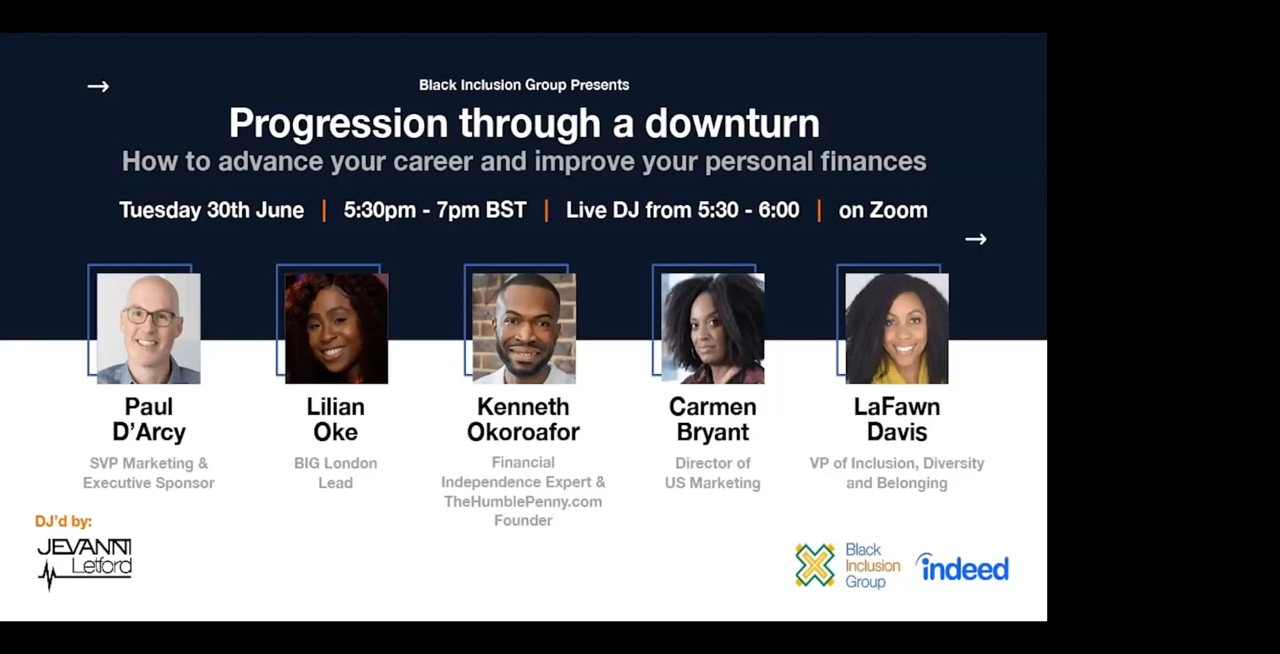 Black Inclusion Group Presents
Progression through a downturn
How to advance your career and improve your personal finances
Tuesday 30th June | 5:30pm - 7pm BST | Live DJ from 5:30 - 6:00 | on Zoom
Paul
D'Arcy
SVP Marketing &
Executive Sponsor
Lilian
Oke
BIG London
Lead
Kenneth
Okoroafor
Financial
Independence Expert &
TheHumblePenny.com
Founder
Carmen
Bryant
Director of
US Marketing
LaFawn
Davis
VP of Inclusion, Diversity
and Belonging
DJ'd by:
JEVANNI
Letford
Black
Inclusion
Group
indeed